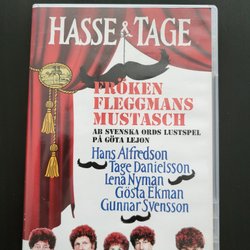 HASSE & TAGE
FRÖKEN
FLEGGMANS
MUSTASCH
AB SVENSKA ORDS LUSTSPEL
PÅ GÖTA LEJON
Hans Alfredson
Tage Danielsson
Lena Nyman
Gösta Ekman
Gunnar Svensson